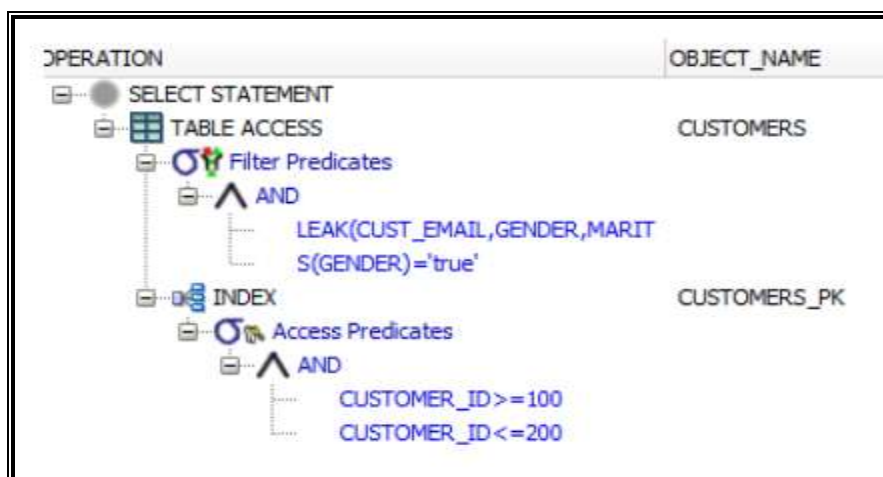 OPERATION OBJECT_NAME
SELECT STATEMENT
TABLE ACCESS CUSTOMERS
Filter Predicates
AND
LEAK(CUST_EMAIL,GENDER,MARIT
S(GENDER)='true'
INDEX CUSTOMERS_PK
Access Predicates
AND
CUSTOMER_ID>=100
CUSTOMER_ID<=200